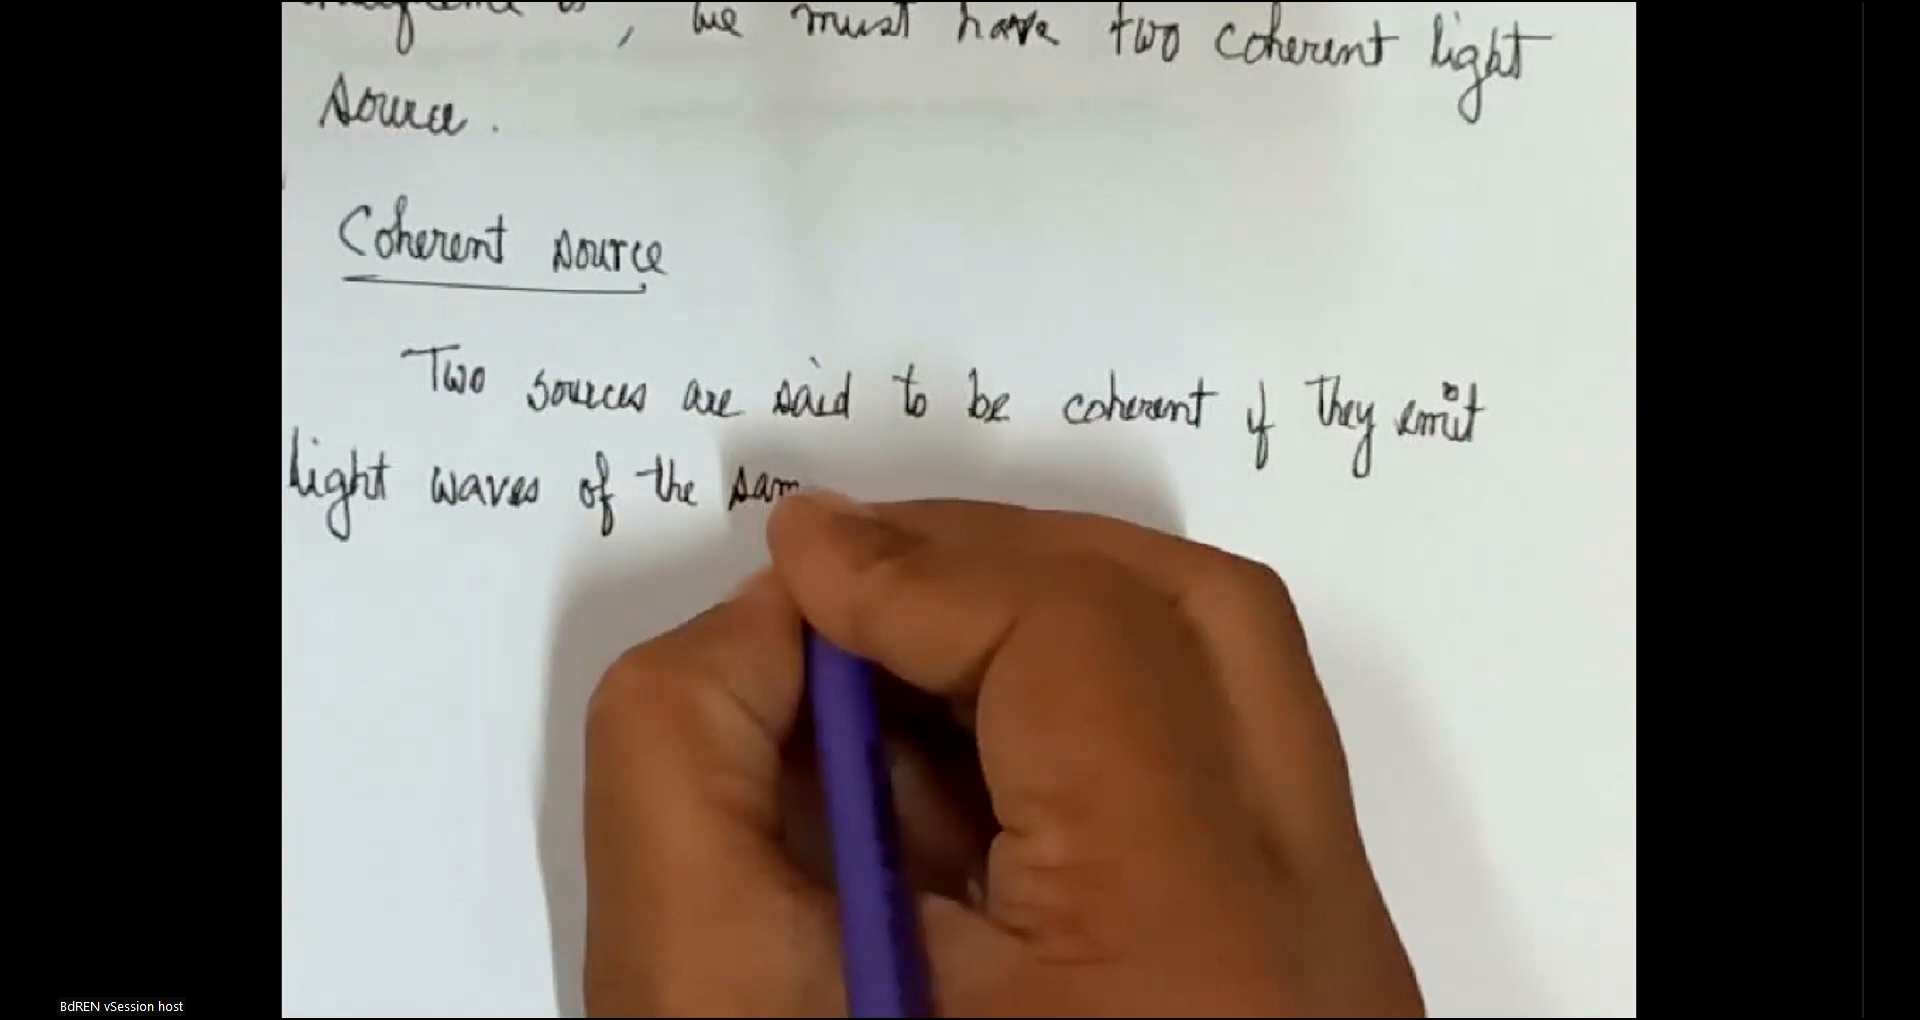 , we must have two coherent light
source.
Coherent source
Two sources are said to be coherent if they emit
light waves of the sam
BdREN vSession host